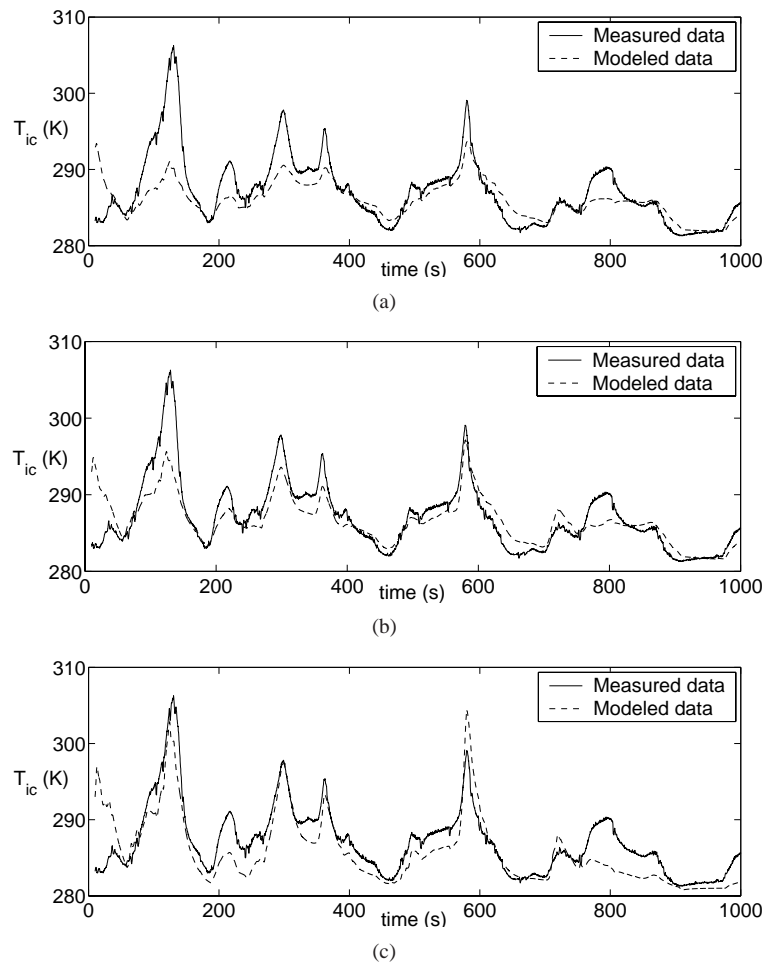 310
300
290
280
T_ic (K)
Measured data
Modeled data
0 200 400 600 800 1000
time (s)
(a)
310
300
290
280
T_ic (K)
Measured data
Modeled data
0 200 400 600 800 1000
time (s)
(b)
310
300
290
280
T_ic (K)
Measured data
Modeled data
0 200 400 600 800 1000
time (s)
(c)